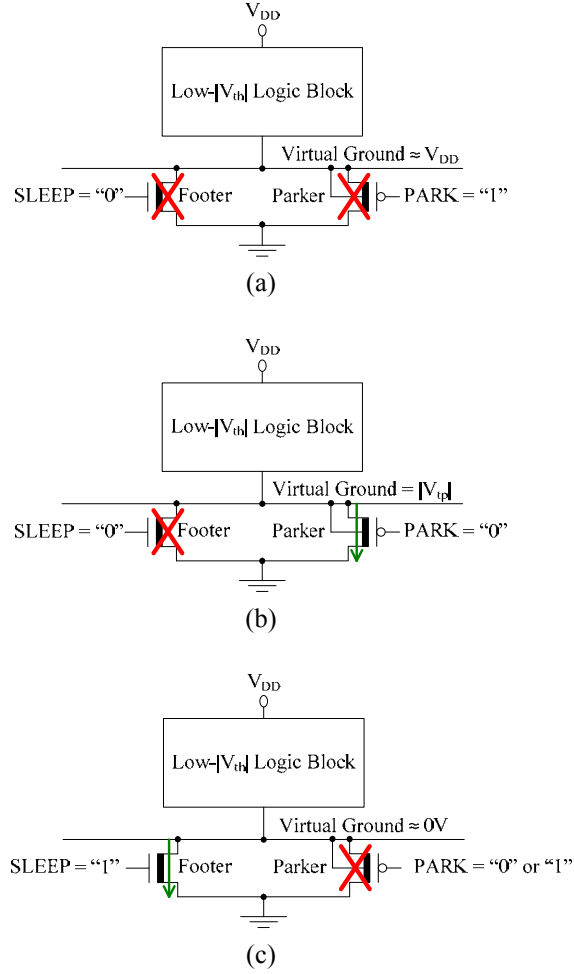 V_DD
Low-|V_th| Logic Block
Virtual Ground ≈ V_DD
SLEEP = “0” Footer Parker PARK = “1”
(a)
V_DD
Low-|V_th| Logic Block
Virtual Ground = |V_tp|
SLEEP = “0” Footer Parker PARK = “0”
(b)
V_DD
Low-|V_th| Logic Block
Virtual Ground ≈ 0V
SLEEP = “1” Footer Parker PARK = “0” or “1”
(c)